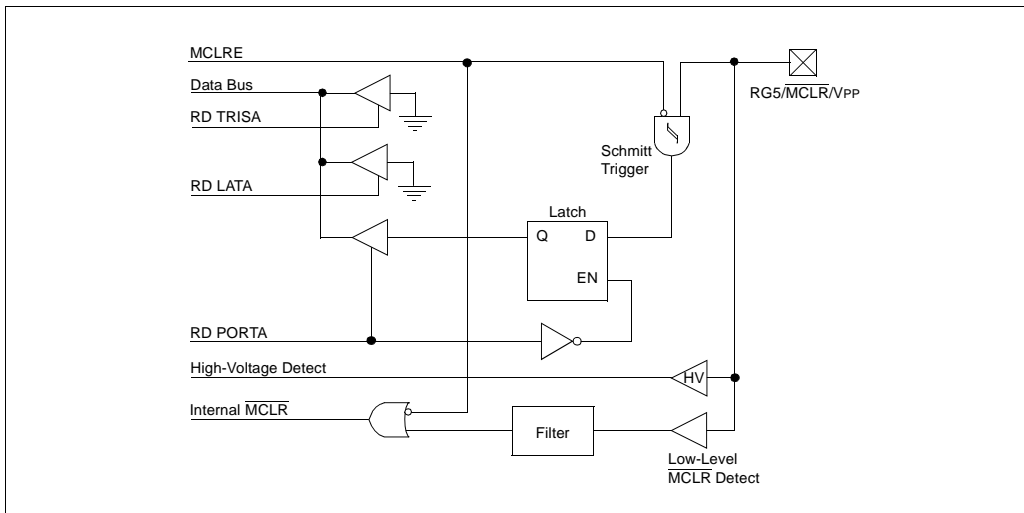 MCLRE
Data Bus
RD TRISA
RG5/MCLR/VPP
Schmitt
Trigger
RD LATA
Latch
Q
D
EN
RD PORTA
High-Voltage Detect
HV
Internal MCLR
Filter
Low-Level
MCLR Detect